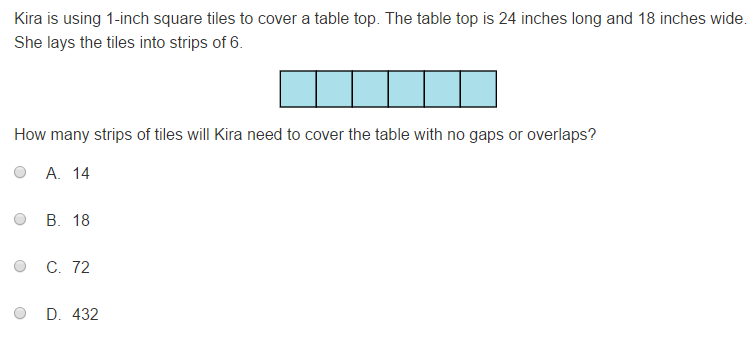 Kira is using 1-inch square tiles to cover a table top. The table top is 24 inches long and 18 inches wide.
She lays the tiles into strips of 6.
How many strips of tiles will Kira need to cover the table with no gaps or overlaps?
A. 14
B. 18
C. 72
D. 432